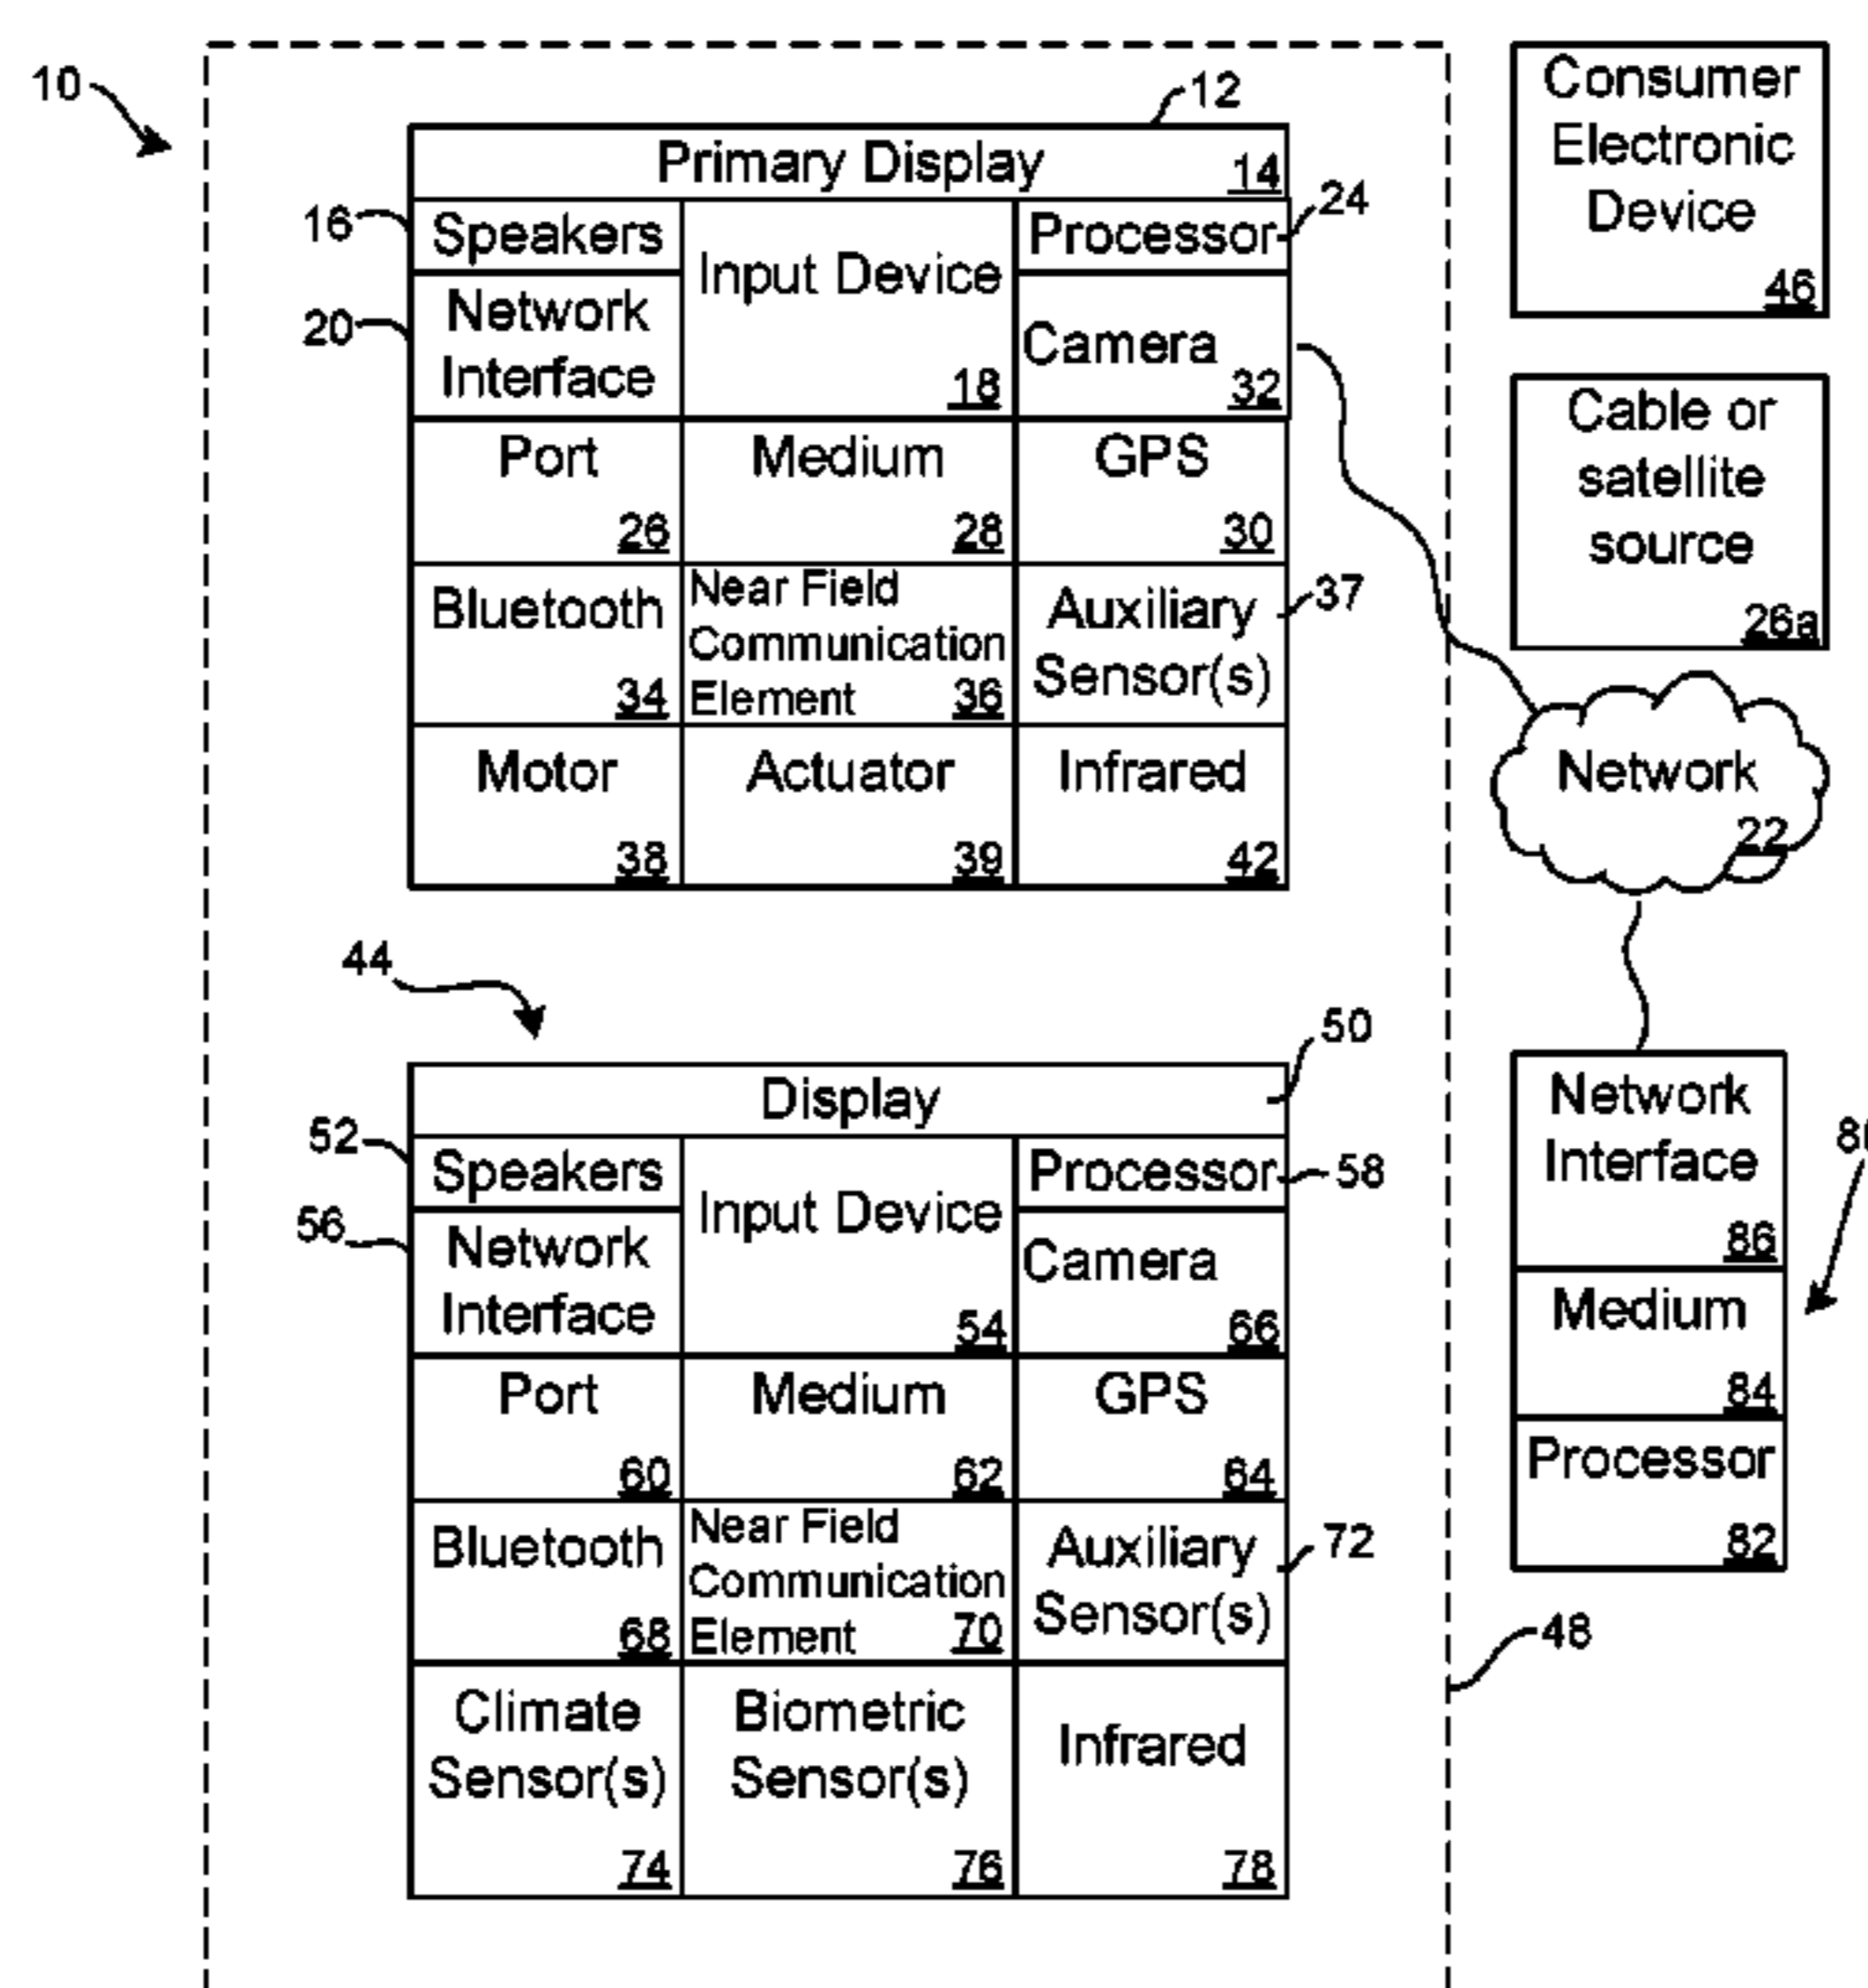 10
12
Primary Display
14
16
Speakers
Input Device
18
Processor
24
20
Network
Interface
Camera
32
Port
26
Medium
28
GPS
30
Bluetooth
34
Near Field
Communication
Element 36
Auxiliary
Sensor(s)
37
Motor
38
Actuator
39
Infrared
42
Consumer
Electronic
Device
46
Cable or
satellite
source
26a
Network
22
44
50
Display
52
Speakers
Input Device
54
Processor
58
56
Network
Interface
Camera
66
Port
60
Medium
62
GPS
64
Bluetooth
68
Near Field
Communication
Element 70
Auxiliary
Sensor(s)
72
Climate
Sensor(s)
74
Biometric
Sensor(s)
76
Infrared
78
Network
Interface
86
Medium
84
Processor
82
48